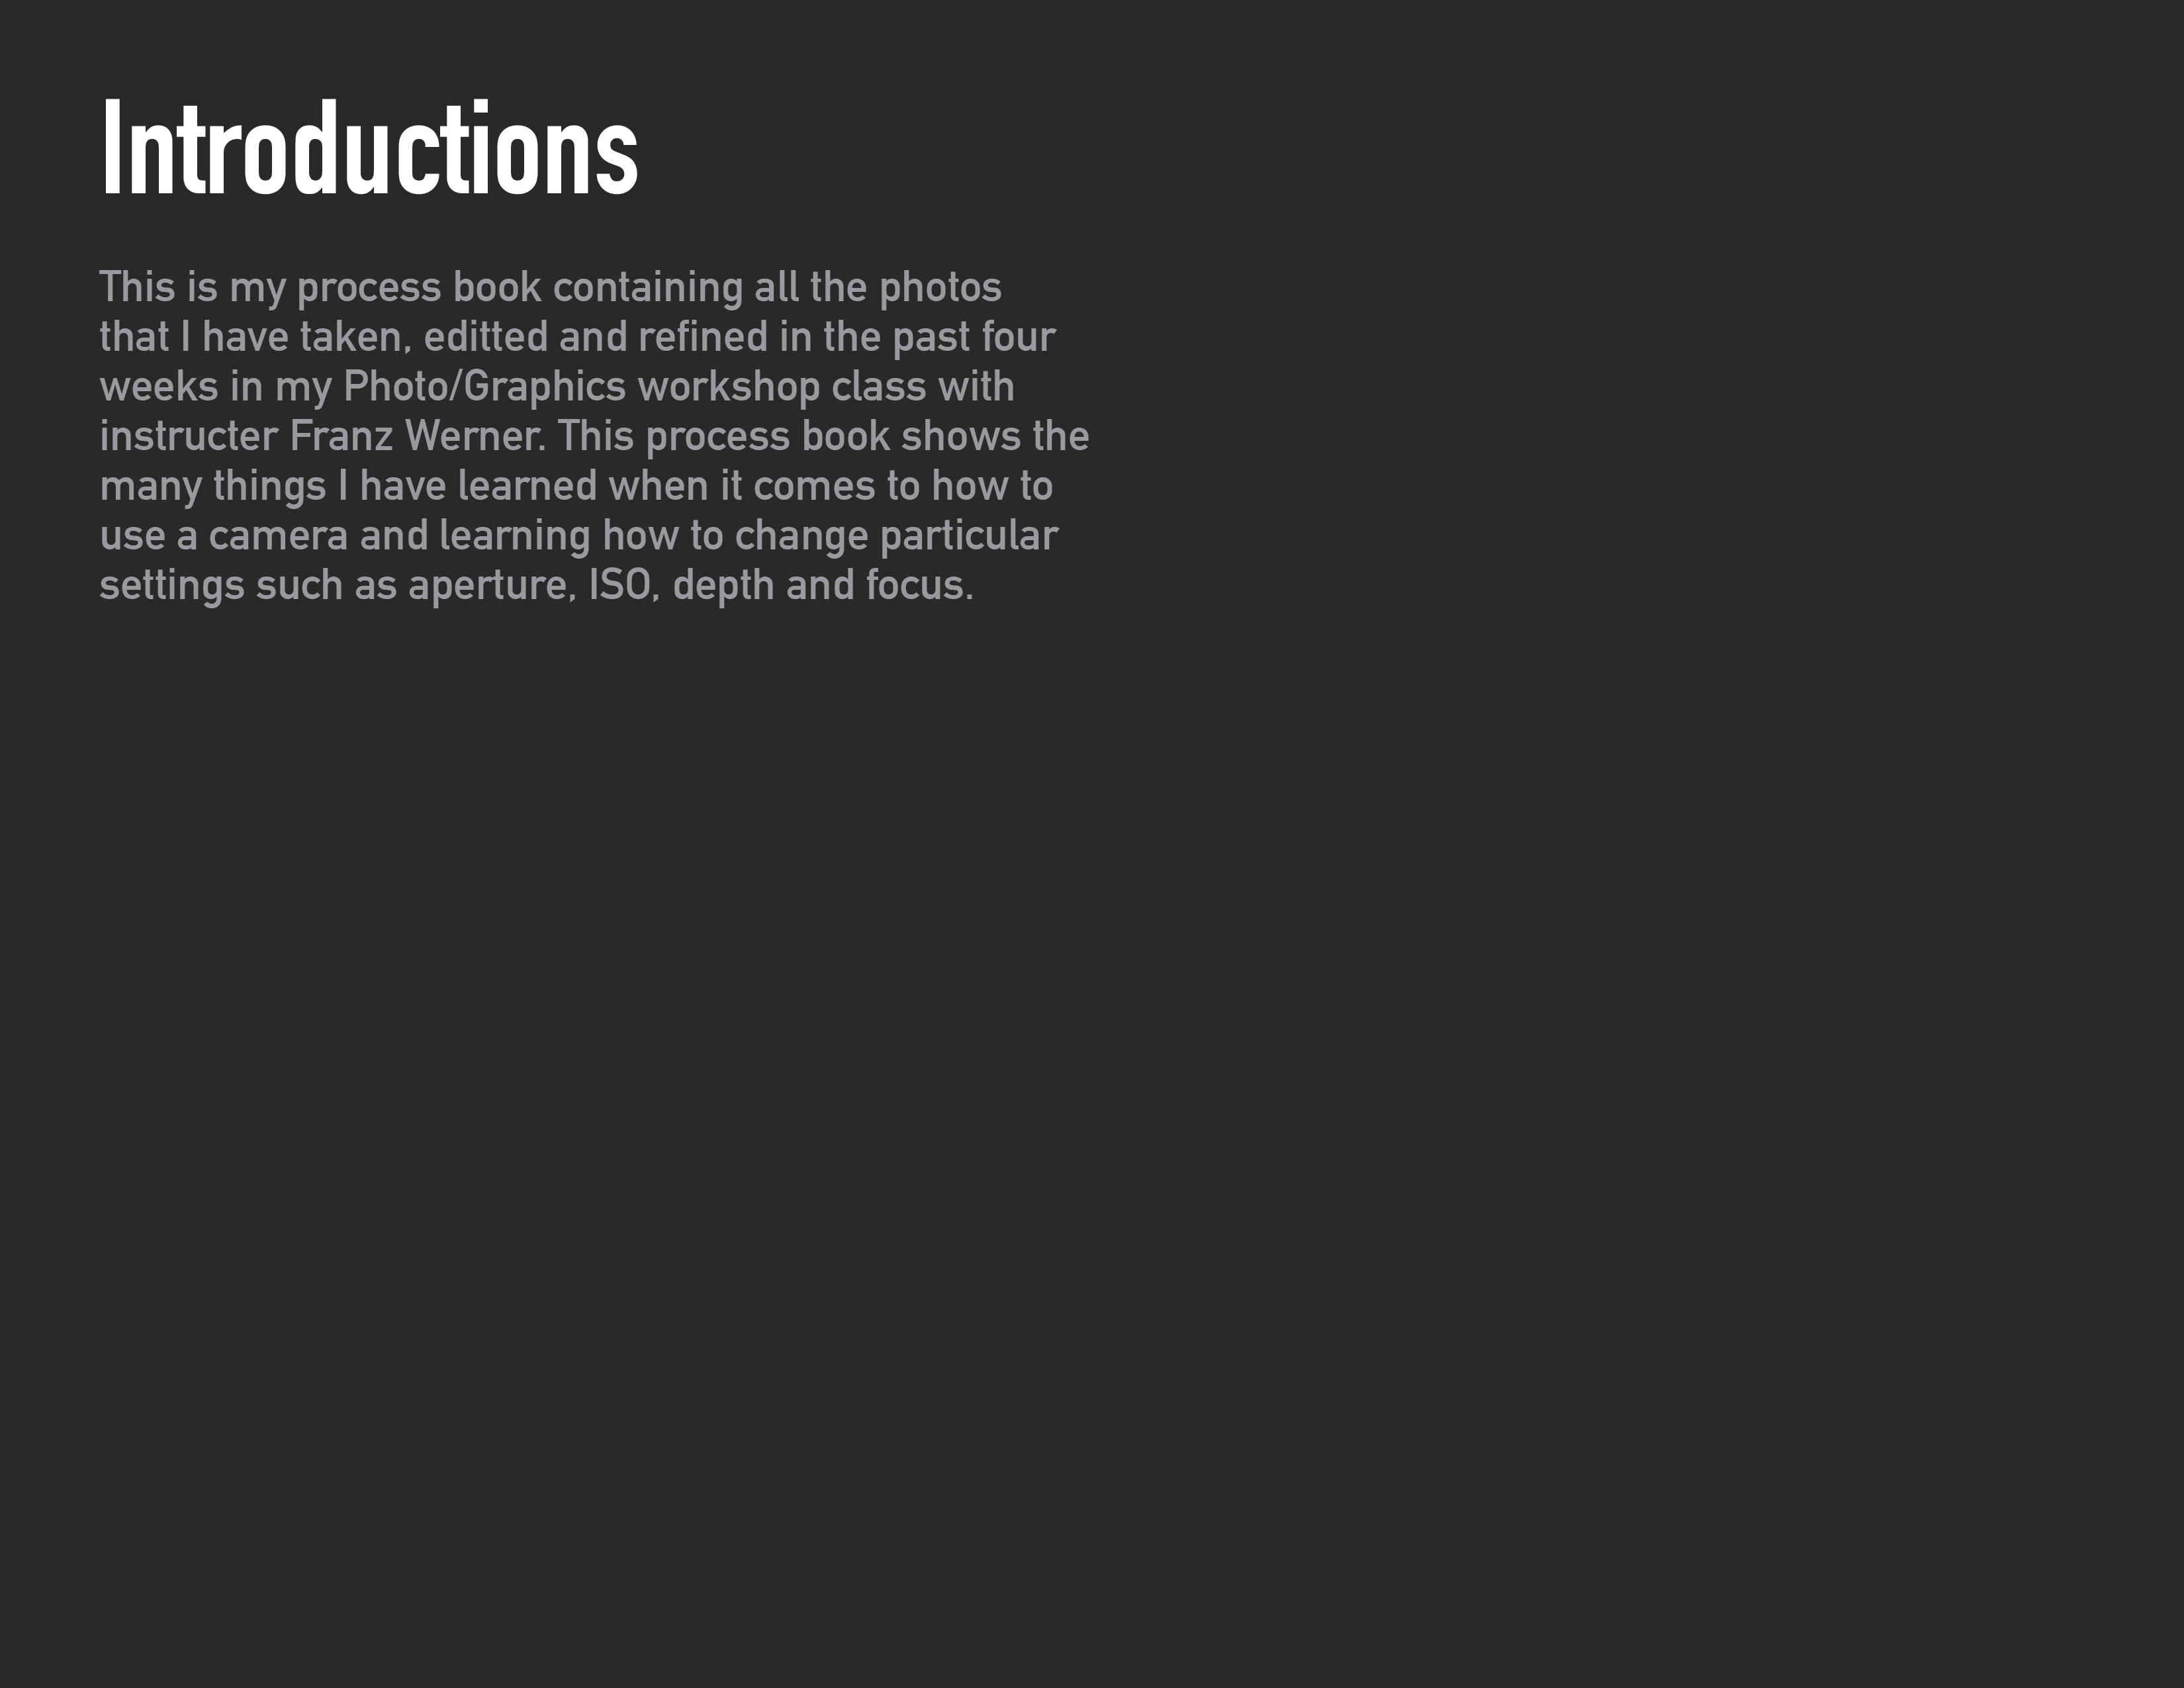 Introductions
This is my process book containing all the photos
that I have taken, editted and refined in the past four
weeks in my Photo/Graphics workshop class with
instructer Franz Werner. This process book shows the
many things I have learned when it comes to how to
use a camera and learning how to change particular
settings such as aperture, ISO, depth and focus.